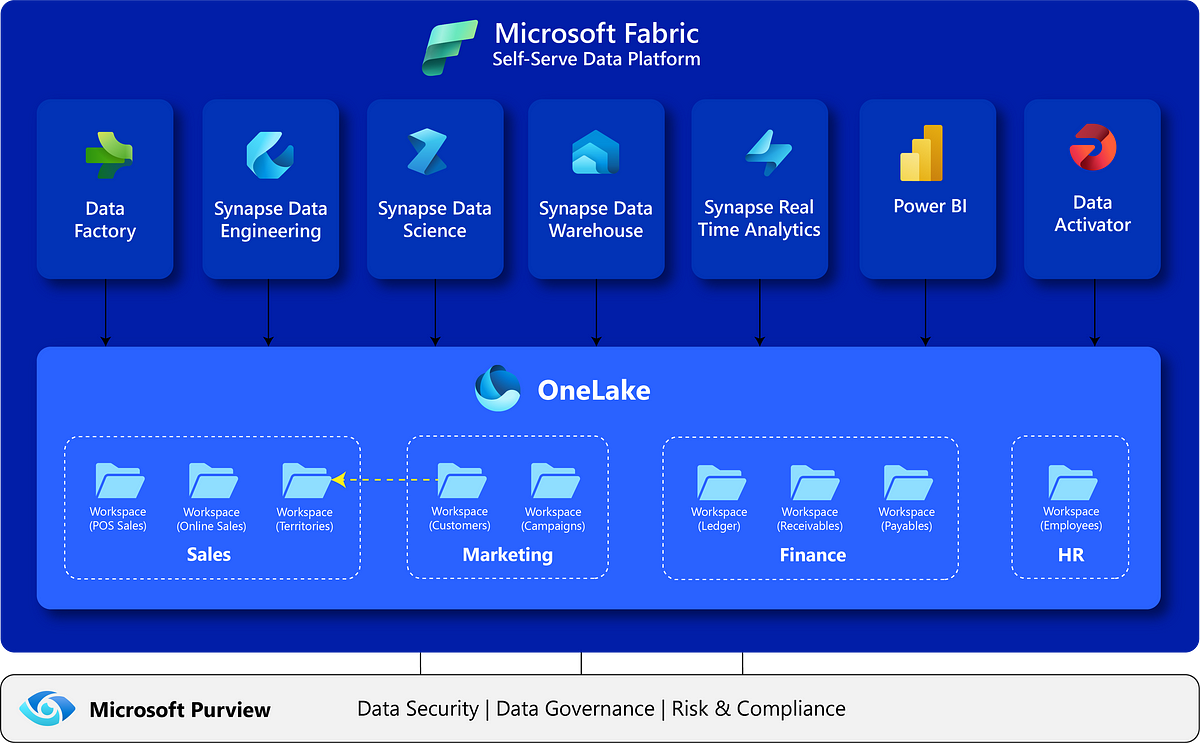 Microsoft Fabric
Self-Serve Data Platform
Data
Factory
Synapse Data
Engineering
Synapse Data
Science
Synapse Data
Warehouse
Synapse Real
Time Analytics
Power BI
Data
Activator
OneLake
Workspace
(POS Sales)
Workspace
(Online Sales)
Workspace
(Territories)
Sales
Workspace
(Customers)
Workspace
(Campaigns)
Marketing
Workspace
(Ledger)
Workspace
(Receivables)
Workspace
(Payables)
Finance
Workspace
(Employees)
HR
Microsoft Purview
Data Security | Data Governance | Risk & Compliance